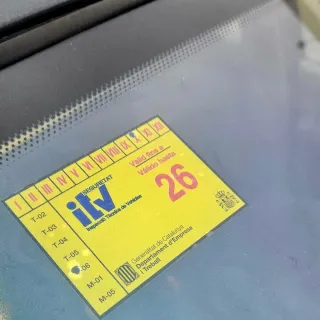 I II III IV V VI VII VIII IX X XI XII
SEGURETAT
itv
Inspecció Tècnica de Vehicles
Vàlid fins a
Válido hasta
26
T-02
T-03
T-04
T-05
06
M-01
M-05
Generalitat de Catalunya
Departament d'Empresa
i Treball